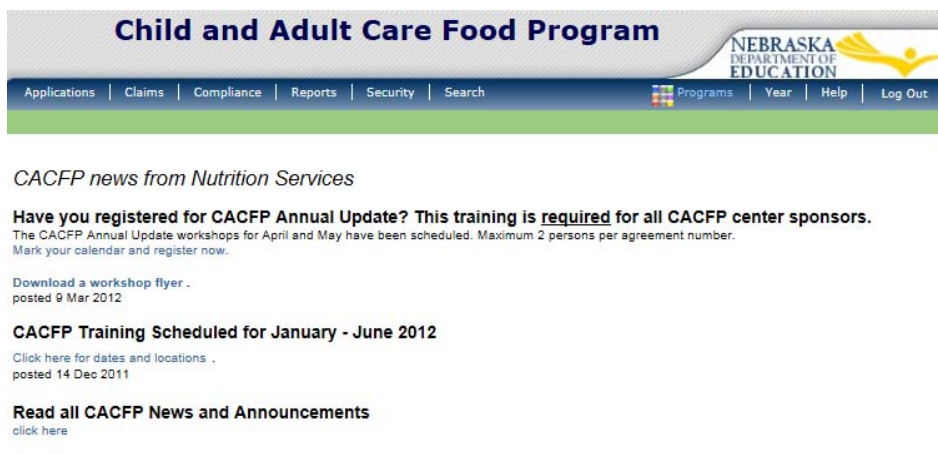 Child and Adult Care Food Program
NEBRASKA
DEPARTMENT OF
EDUCATION
Applications | Claims | Compliance | Reports | Security | Search Programs | Year | Help | Log Out
CACFP news from Nutrition Services
Have you registered for CACFP Annual Update? This training is required for all CACFP center sponsors.
The CACFP Annual Update workshops for April and May have been scheduled. Maximum 2 persons per agreement number.
Mark your calendar and register now.
Download a workshop flyer .
posted 9 Mar 2012
CACFP Training Scheduled for January - June 2012
Click here for dates and locations .
posted 14 Dec 2011
Read all CACFP News and Announcements
click here